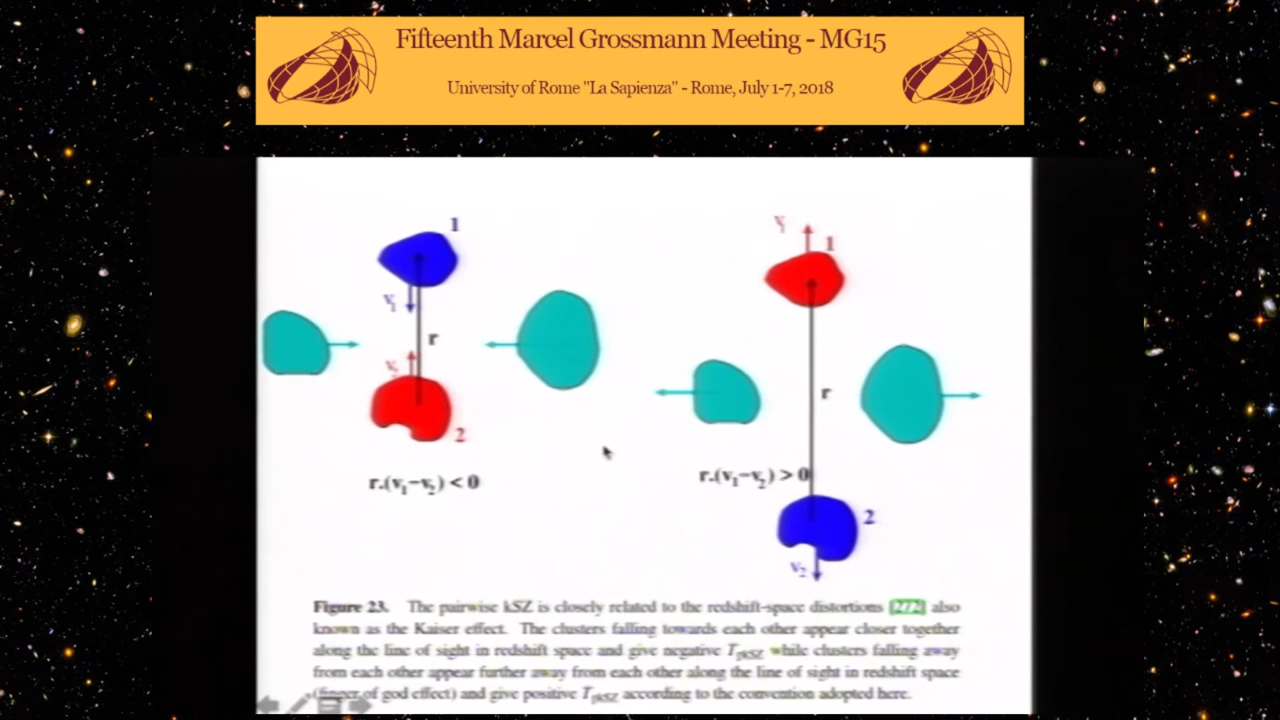 Fifteenth Marcel Grossmann Meeting - MG15
University of Rome "La Sapienza" - Rome, July 1-7, 2018
1
v₁
r
v₂
2
r.(v₁−v₂) < 0
v₁
1
r
r.(v₁−v₂) > 0
2
v₂
Figure 23. The pairwise kSZ is closely related to the redshift-space distortions [272] also
known as the Kaiser effect. The clusters falling towards each other appear closer together
along the line of sight in redshift space and give negative TpkSZ while clusters falling away
from each other appear further away from each other along the line of sight in redshift space
(finger of god effect) and give positive TpkSZ according to the convention adopted here.